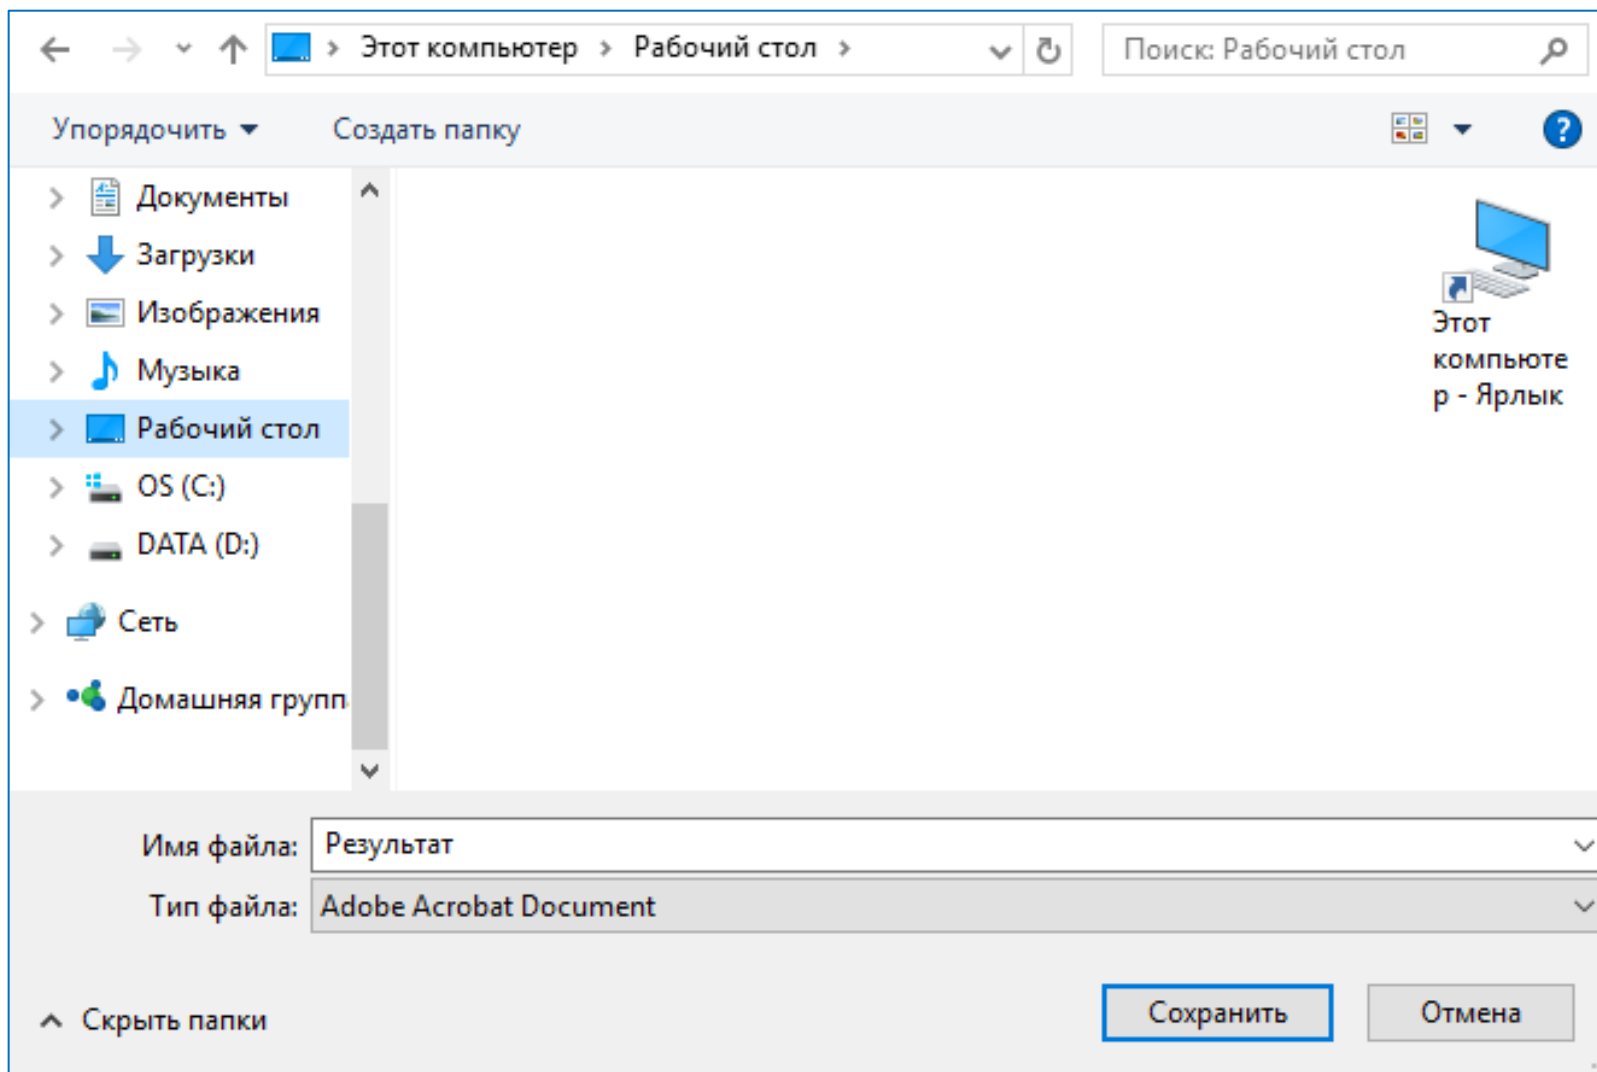 Этот компьютер > Рабочий стол >
Поиск: Рабочий стол
Упорядочить
Создать папку
?
Документы
Загрузки
Изображения
Музыка
Рабочий стол
OS (C:)
DATA (D:)
Сеть
Домашняя групп
Этот
компьюте
р - Ярлык
Имя файла: Результат
Тип файла: Adobe Acrobat Document
Скрыть папки
Сохранить
Отмена